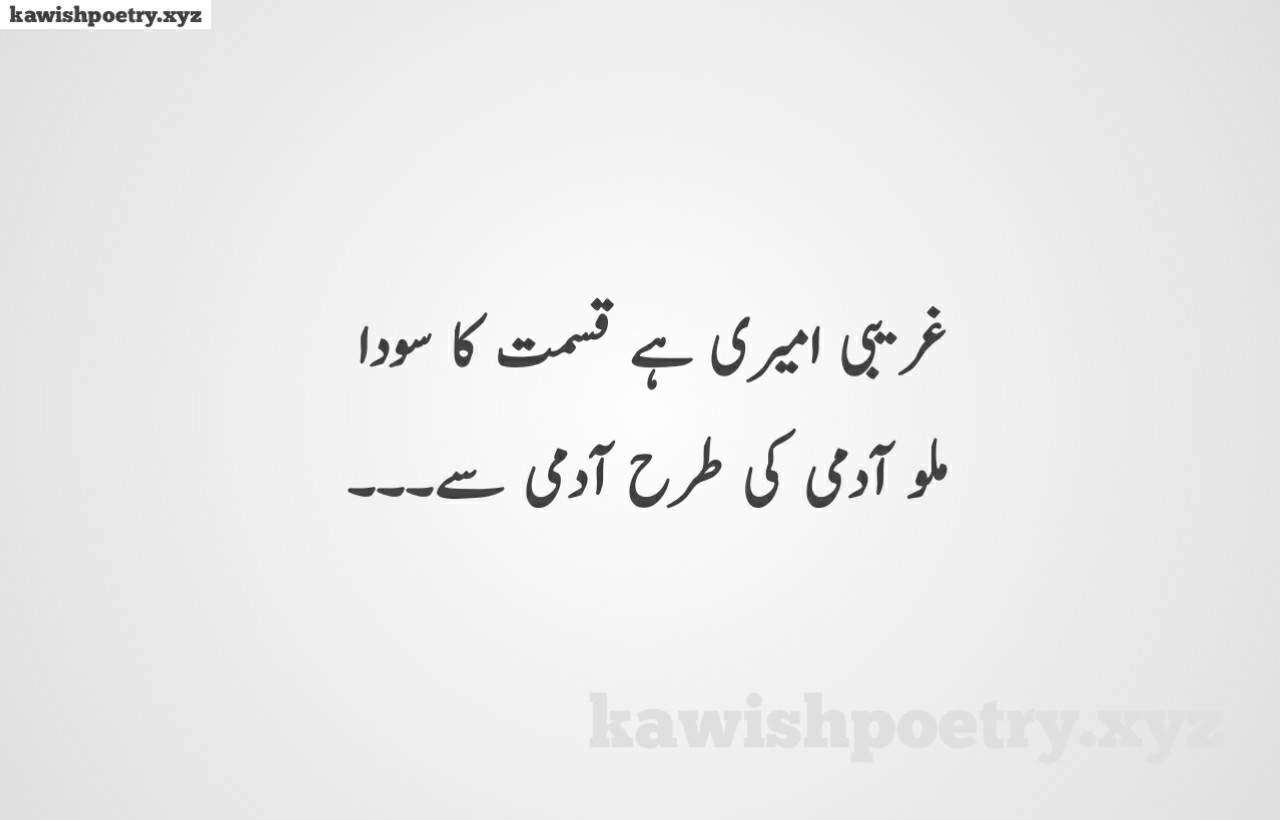 kawishpoetry.xyz
غریبی امیری ہے قسمت کا سودا
ملو آدمی کی طرح آدمی سے۔۔۔
kawishpoetry.xyz